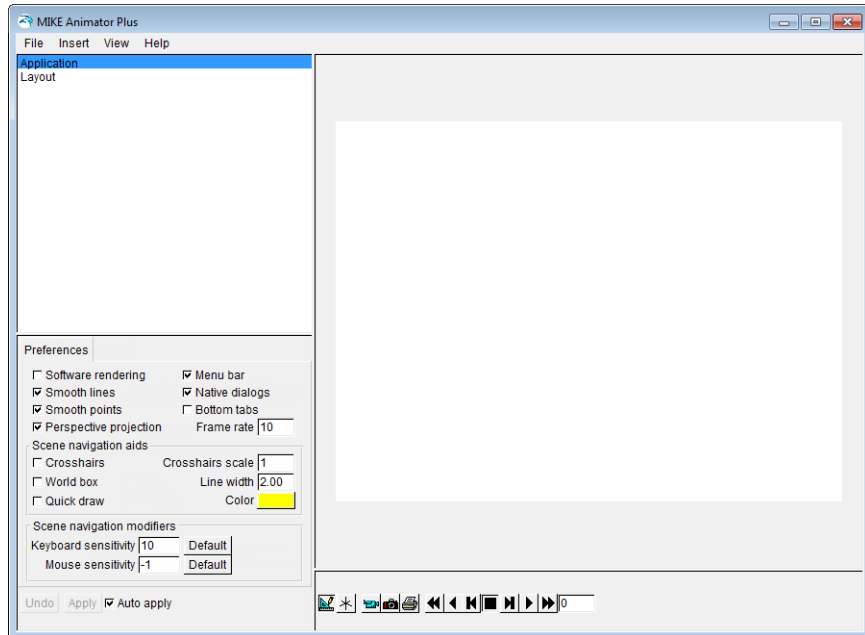 MIKE Animator Plus
File Insert View Help
Application
Layout
Preferences
Software rendering
Menu bar
Smooth lines
Native dialogs
Smooth points
Bottom tabs
Perspective projection
Frame rate 10
Scene navigation aids
Crosshairs
Crosshairs scale 1
World box
Line width 2.00
Quick draw
Color
Scene navigation modifiers
Keyboard sensitivity 10 Default
Mouse sensitivity -1 Default
Undo Apply Auto apply
0